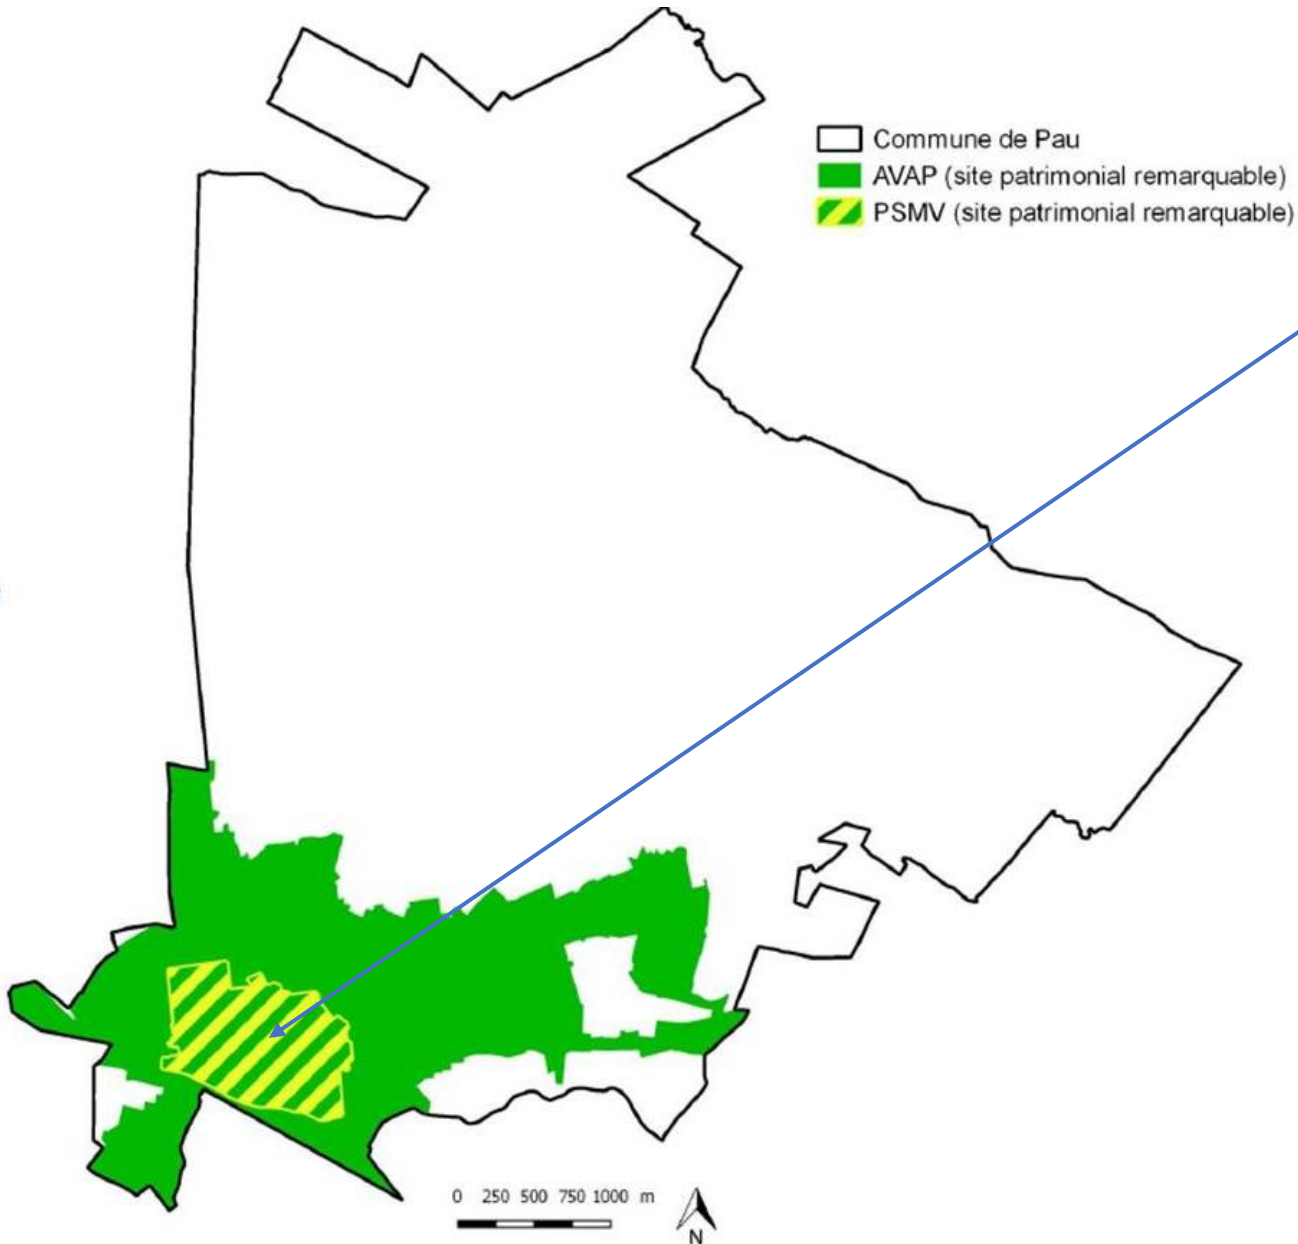 Commune de Pau
AVAP (site patrimonial remarquable)
PSMV (site patrimonial remarquable)
0 250 500 750 1000 m
N